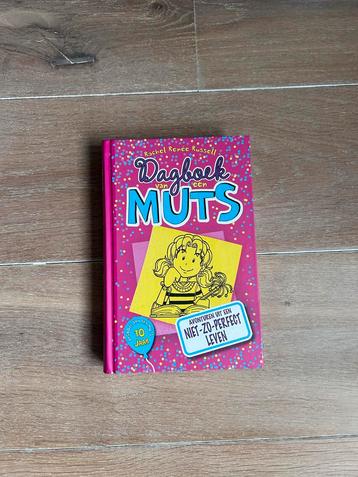 Rachel Renée Russell
Dagboek
van een
MUTS
10
JAAR
AVONTUREN UIT EEN
NIET-ZO-PERFECT
LEVEN